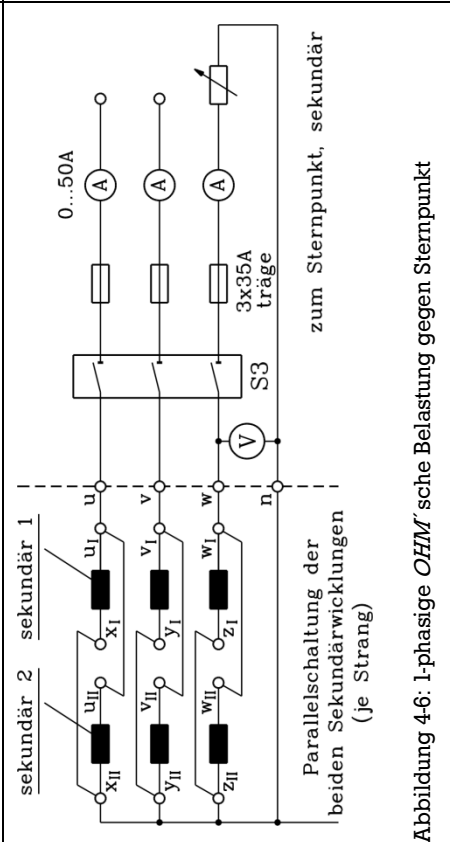 sekundär 2
sekundär 1
0...50A
u_II
u_I
u
A
x_II
x_I
v_II
v_I
v
A
y_II
y_I
w_II
w_I
w
A
z_II
z_I
V
S3
3x35A
träge
n
Parallelschaltung der
beiden Sekundärwicklungen
(je Strang)
zum Sternpunkt, sekundär
Abbildung 4-6: 1-phasige OHM´sche Belastung gegen Sternpunkt